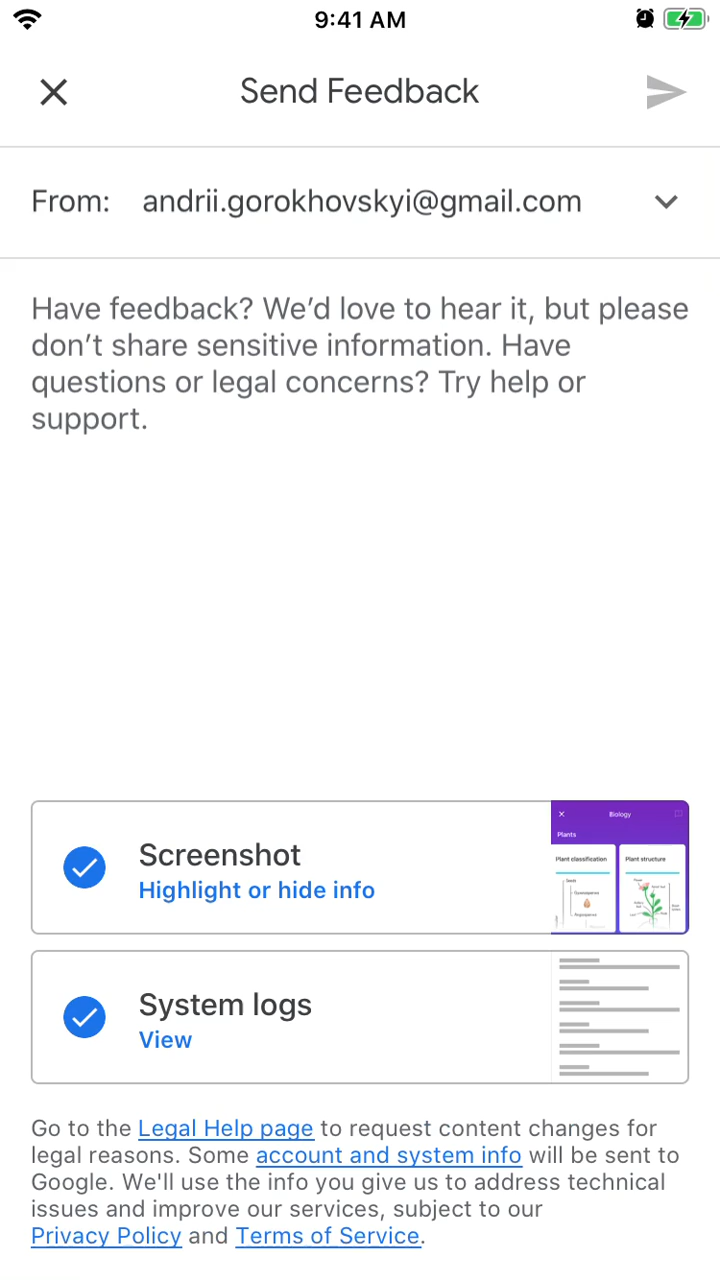 9:41 AM
Send Feedback
From: andrii.gorokhovskyi@gmail.com
Have feedback? We’d love to hear it, but please
don’t share sensitive information. Have
questions or legal concerns? Try help or
support.
Screenshot
Highlight or hide info
Biology
Plants
Plant classification
Plant structure
Seeds
Gymnosperms
Angiosperms
System logs
View
Go to the Legal Help page to request content changes for
legal reasons. Some account and system info will be sent to
Google. We'll use the info you give us to address technical
issues and improve our services, subject to our
Privacy Policy and Terms of Service.